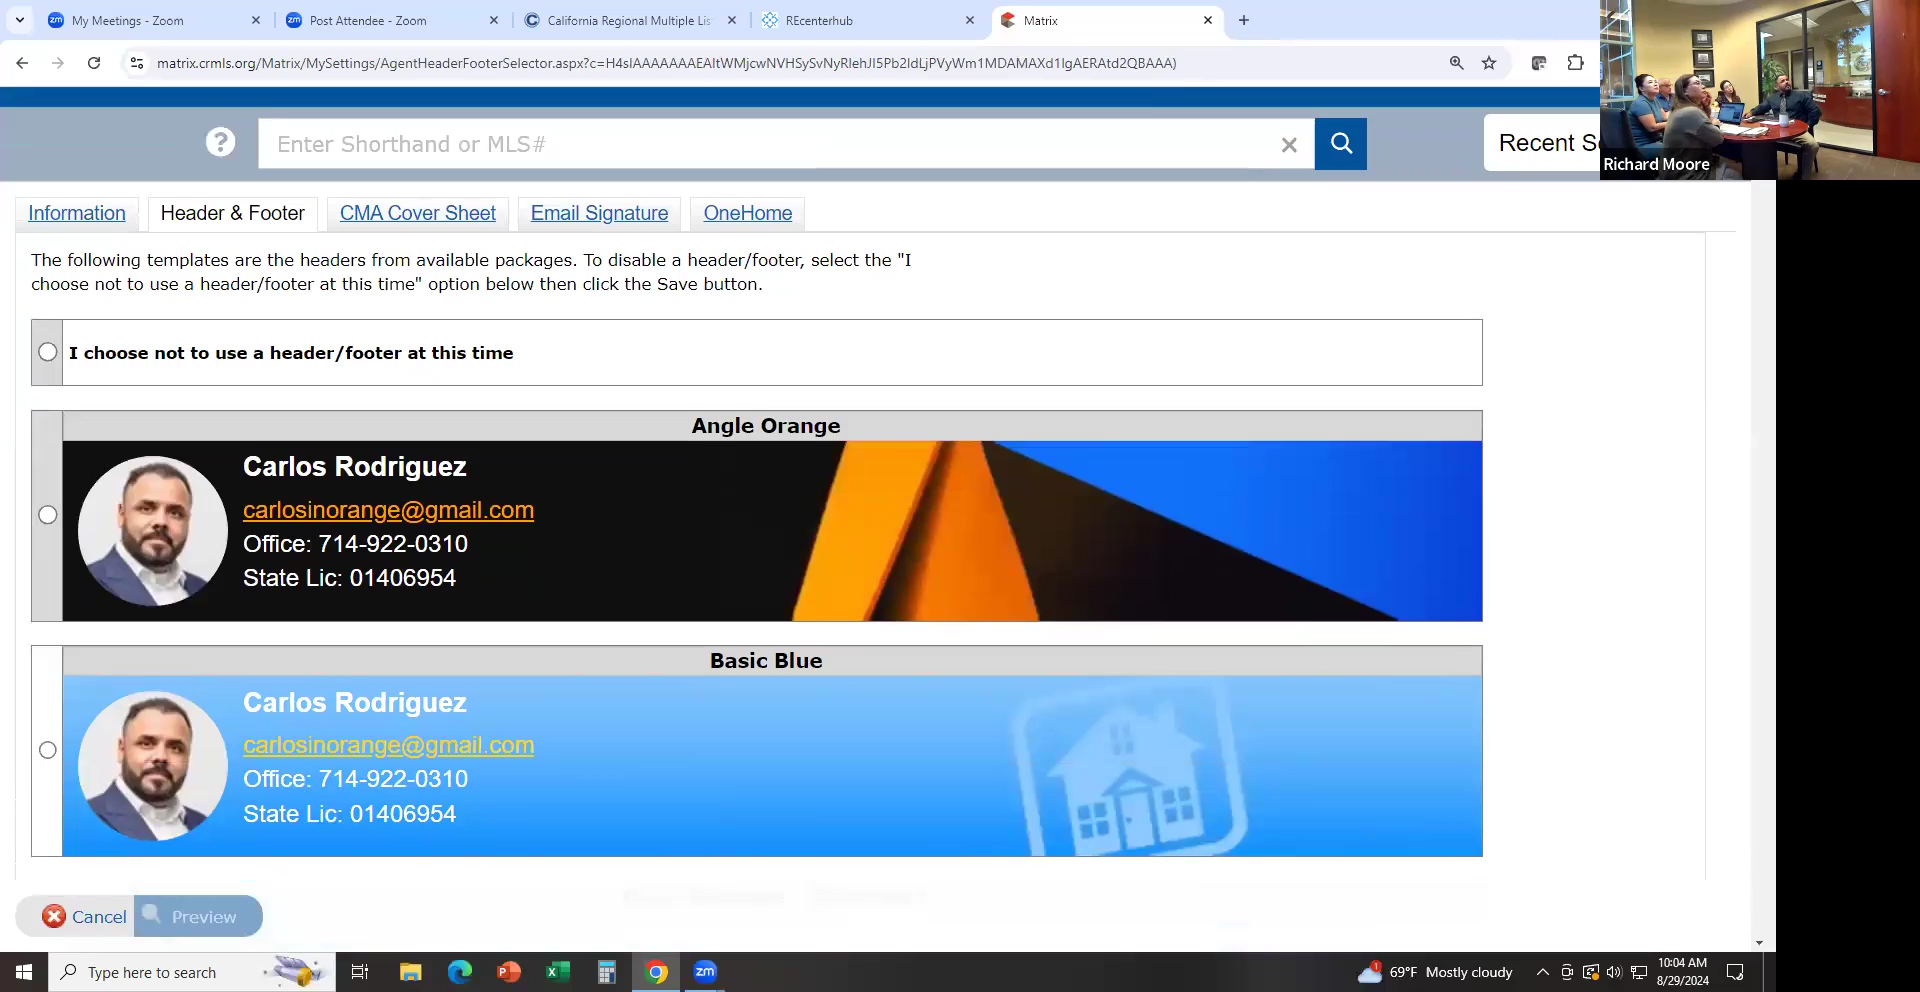 My Meetings - Zoom
Post Attendee - Zoom
California Regional Multiple Lis
REcenterhub
Matrix
matrix.crmls.org/Matrix/MySettings/AgentHeaderFooterSelector.aspx?c=H4sIAAAAAAAEAItWMjcwNVHSySvNyRIehJI5Pb2IdLjPVyWm1MDAMAXd1IgAERAtd2QBAAA)
?
Enter Shorthand or MLS#
Recent S
Richard Moore
Information
Header & Footer
CMA Cover Sheet
Email Signature
OneHome
The following templates are the headers from available packages. To disable a header/footer, select the "I
choose not to use a header/footer at this time" option below then click the Save button.
I choose not to use a header/footer at this time
Angle Orange
Carlos Rodriguez
carlosinorange@gmail.com
Office: 714-922-0310
State Lic: 01406954
Basic Blue
Carlos Rodriguez
carlosinorange@gmail.com
Office: 714-922-0310
State Lic: 01406954
Cancel
Preview
Type here to search
zm
1
69°F Mostly cloudy
10:04 AM
8/29/2024